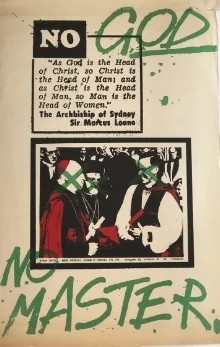 NO GOD
"As God is the Head
of Christ, so Christ is
the Head of Man; and
as Christ is the Head
of Man, so Man is the
Head of Women."
The Archbishop of Sydney
Sir Marcus Loane
NO
MASTER.